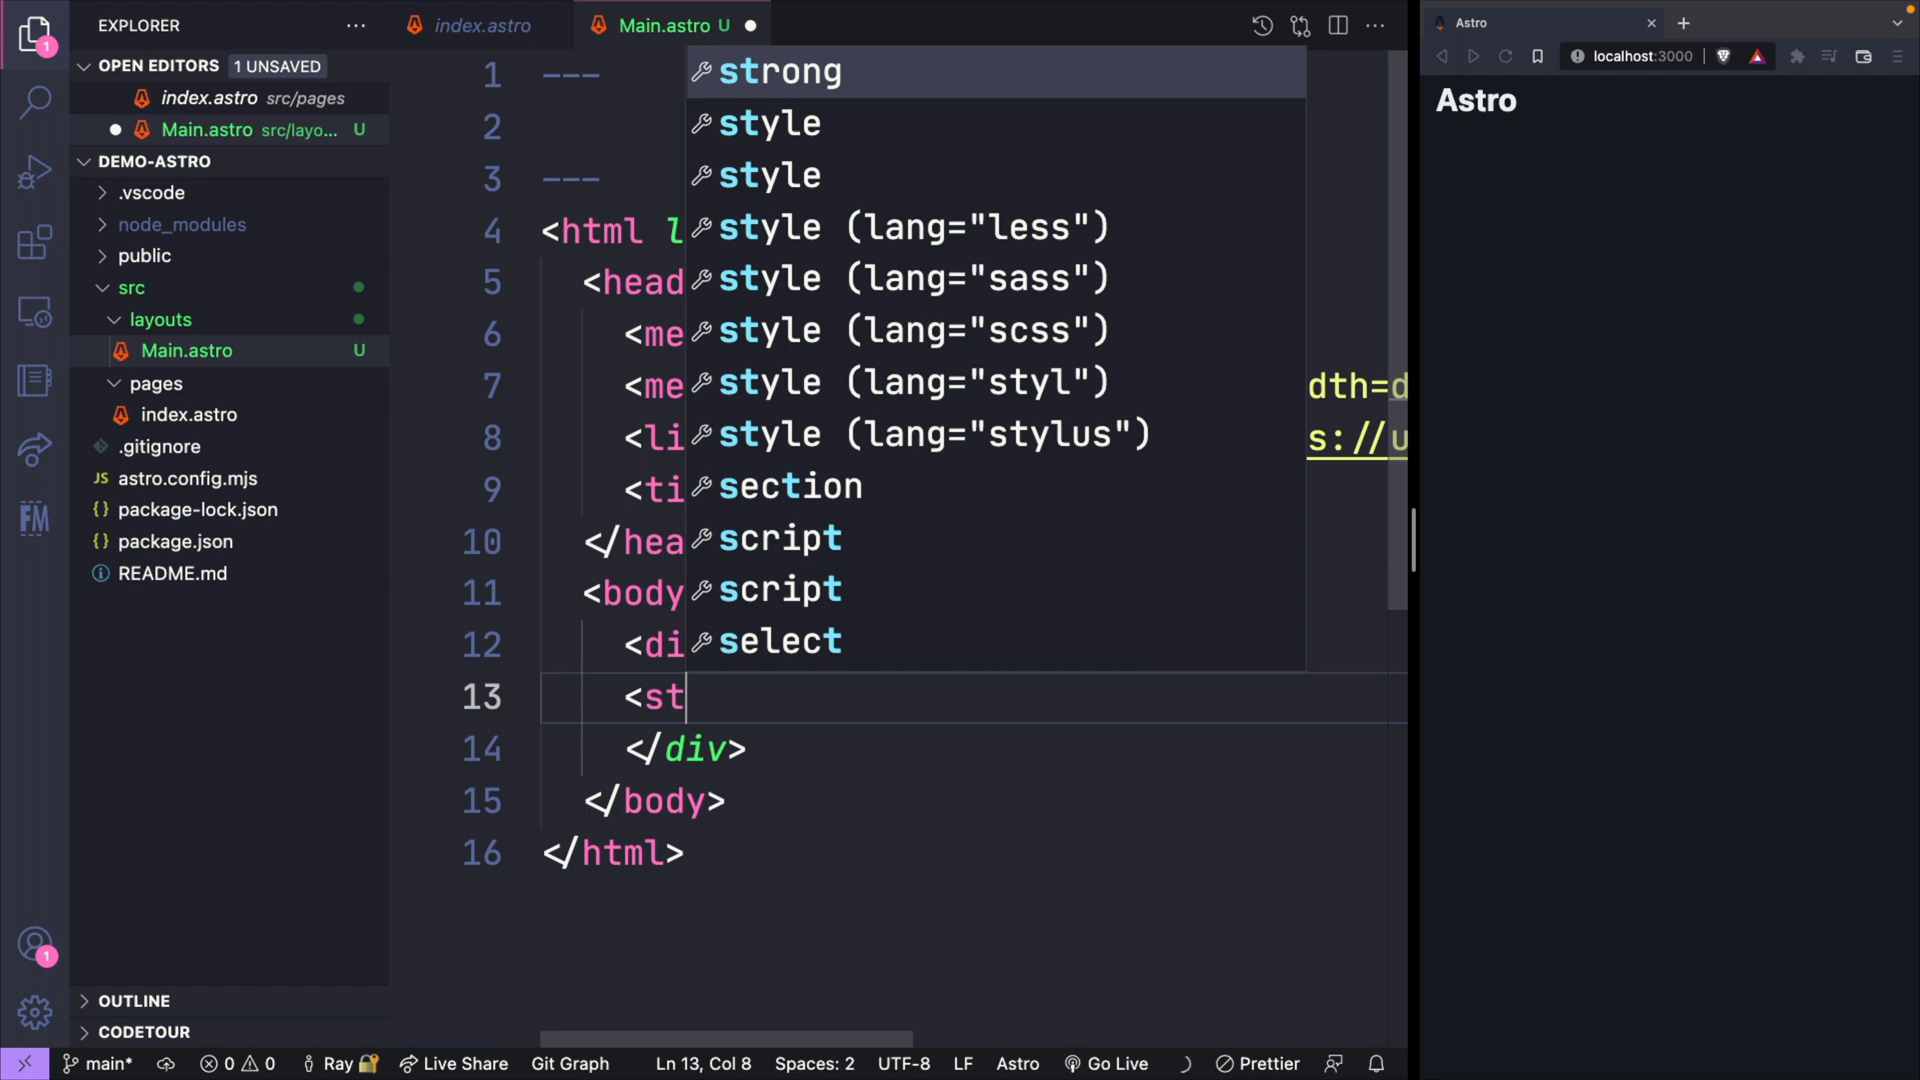 EXPLORER
OPEN EDITORS 1 UNSAVED
index.astro src/pages
Main.astro src/layo... U
DEMO-ASTRO
.vscode
node_modules
public
src
layouts
Main.astro U
pages
index.astro
.gitignore
JS astro.config.mjs
{} package-lock.json
{} package.json
README.md
OUTLINE
CODETOUR
1
FM
1
index.astro
Main.astro U
1 ---
2
3 ---
4 <html l
5 <head
6 <me
7 <me dth=d
8 <li s://u
9 <ti
10 </hea
11 <body
12 <di
13 <st
14 </div>
15 </body>
16 </html>
strong
style
style
style (lang="less")
style (lang="sass")
style (lang="scss")
style (lang="styl")
style (lang="stylus")
section
script
script
select
main* 0 0 Ray Live Share Git Graph Ln 13, Col 8 Spaces: 2 UTF-8 LF Astro Go Live Prettier
Astro
localhost:3000
Astro